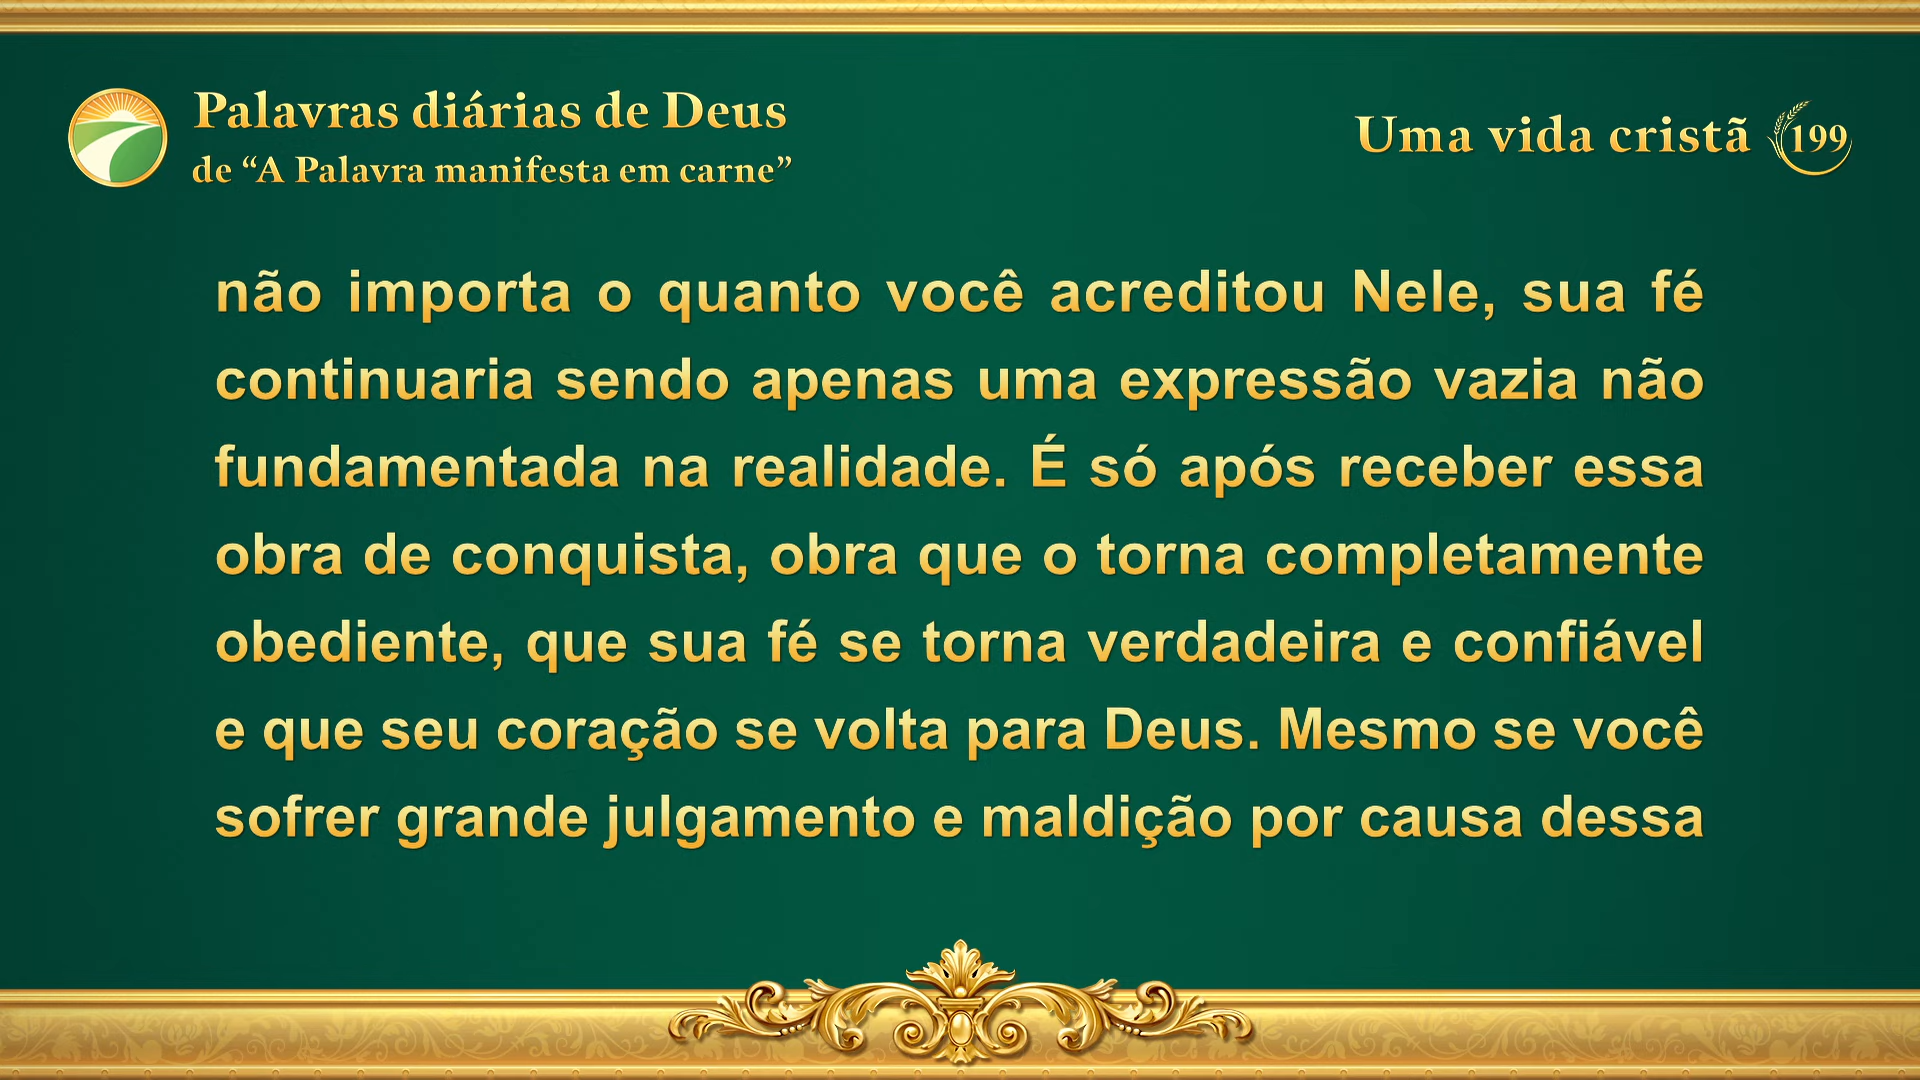 Palavras diárias de Deus
de “A Palavra manifesta em carne”
Uma vida cristã 199
não importa o quanto você acreditou Nele, sua fé
continuaria sendo apenas uma expressão vazia não
fundamentada na realidade. É só após receber essa
obra de conquista, obra que o torna completamente
obediente, que sua fé se torna verdadeira e confiável
e que seu coração se volta para Deus. Mesmo se você
sofrer grande julgamento e maldição por causa dessa